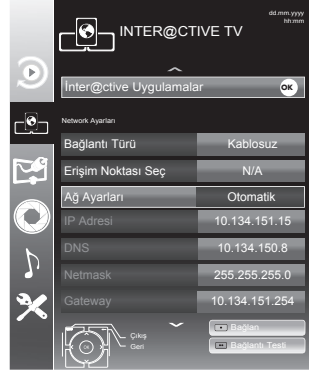 dd.mm.yyyy
hh:mm
INTER@CTIVE TV
İnter@ctive Uygulamalar OK
Network Ayarları
Bağlantı Türü Kablosuz
Erişim Noktası Seç N/A
Ağ Ayarları Otomatik
IP Adresi 10.134.151.15
DNS 10.134.150.8
Netmask 255.255.255.0
Gateway 10.134.151.254
Çıkış
Geri
OK
Bağlan
Bağlantı Testi